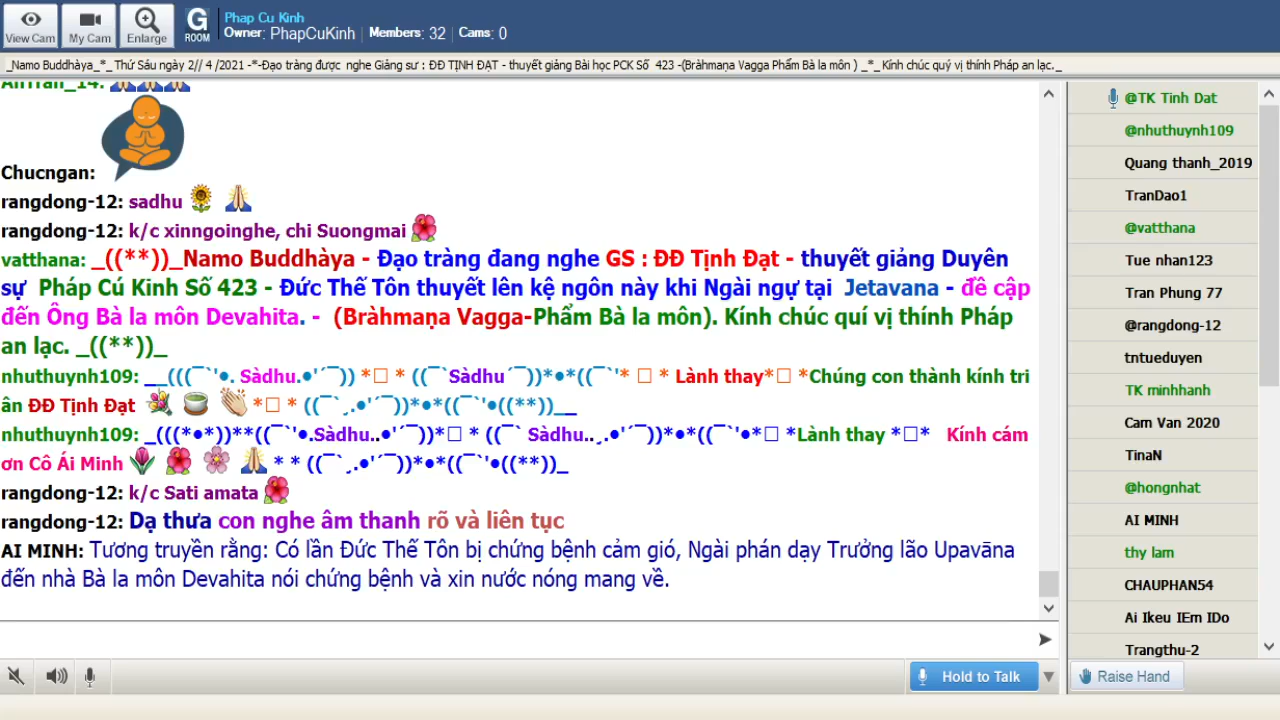 View Cam
My Cam
Enlarge
G
ROOM
Phap Cu Kinh
Owner: PhapCuKinh Members: 32 Cams: 0
_Namo Buddhàya_*_ Thứ Sáu ngày 2// 4 /2021 -*-Đạo tràng được nghe Giảng sư : ĐĐ TỊNH ĐẠT - thuyết giảng Bài học PCK Số 423 -(Bràhmaṇa Vagga Phẩm Bà la môn ) _*_ Kính chúc quý vị thính Pháp an lạc._
AnTran_14:
Chucngan:
rangdong-12: sadhu
rangdong-12: k/c xinngoinghe, chi Suongmai
vatthana: _((**))_Namo Buddhàya - Đạo tràng đang nghe GS : ĐĐ Tịnh Đạt - thuyết giảng Duyên
sự Pháp Cú Kinh Số 423 - Đức Thế Tôn thuyết lên kệ ngôn này khi Ngài ngự tại Jetavana - đề cập
đến Ông Bà la môn Devahita. - (Bràhmaṇa Vagga-Phẩm Bà la môn). Kính chúc quí vị thính Pháp
an lạc. _((**))_
nhuthuynh109: __(((¯`'•. Sàdhu.•'´¯)) *□ * ((¯`Sàdhu´¯))*•*((¯`'* □ * Lành thay*□ *Chúng con thành kính tri
ân ĐĐ Tịnh Đạt *□ * ((¯`¸.•'´¯))*•*((¯`'•((**))__
nhuthuynh109: _(((*•*))**((¯`'•.Sàdhu..•'´¯))*□ * ((¯` Sàdhu..¸.•'´¯))*•*((¯`'•*□ *Lành thay *□* Kính cám
ơn Cô Ái Minh * * ((¯`¸.•'´¯))*•*((¯`'•((**))_
rangdong-12: k/c Sati amata
rangdong-12: Dạ thưa con nghe âm thanh rõ và liên tục
AI MINH: Tương truyền rằng: Có lần Đức Thế Tôn bị chứng bệnh cảm gió, Ngài phán dạy Trưởng lão Upavāna
đến nhà Bà la môn Devahita nói chứng bệnh và xin nước nóng mang về.
@TK Tinh Dat
@nhuthuynh109
Quang thanh_2019
TranDao1
@vatthana
Tue nhan123
Tran Phung 77
@rangdong-12
tntueduyen
TK minhhanh
Cam Van 2020
TinaN
@hongnhat
AI MINH
thy lam
CHAUPHAN54
Ai Ikeu IEm IDo
Trangthu-2
Hold to Talk
Raise Hand